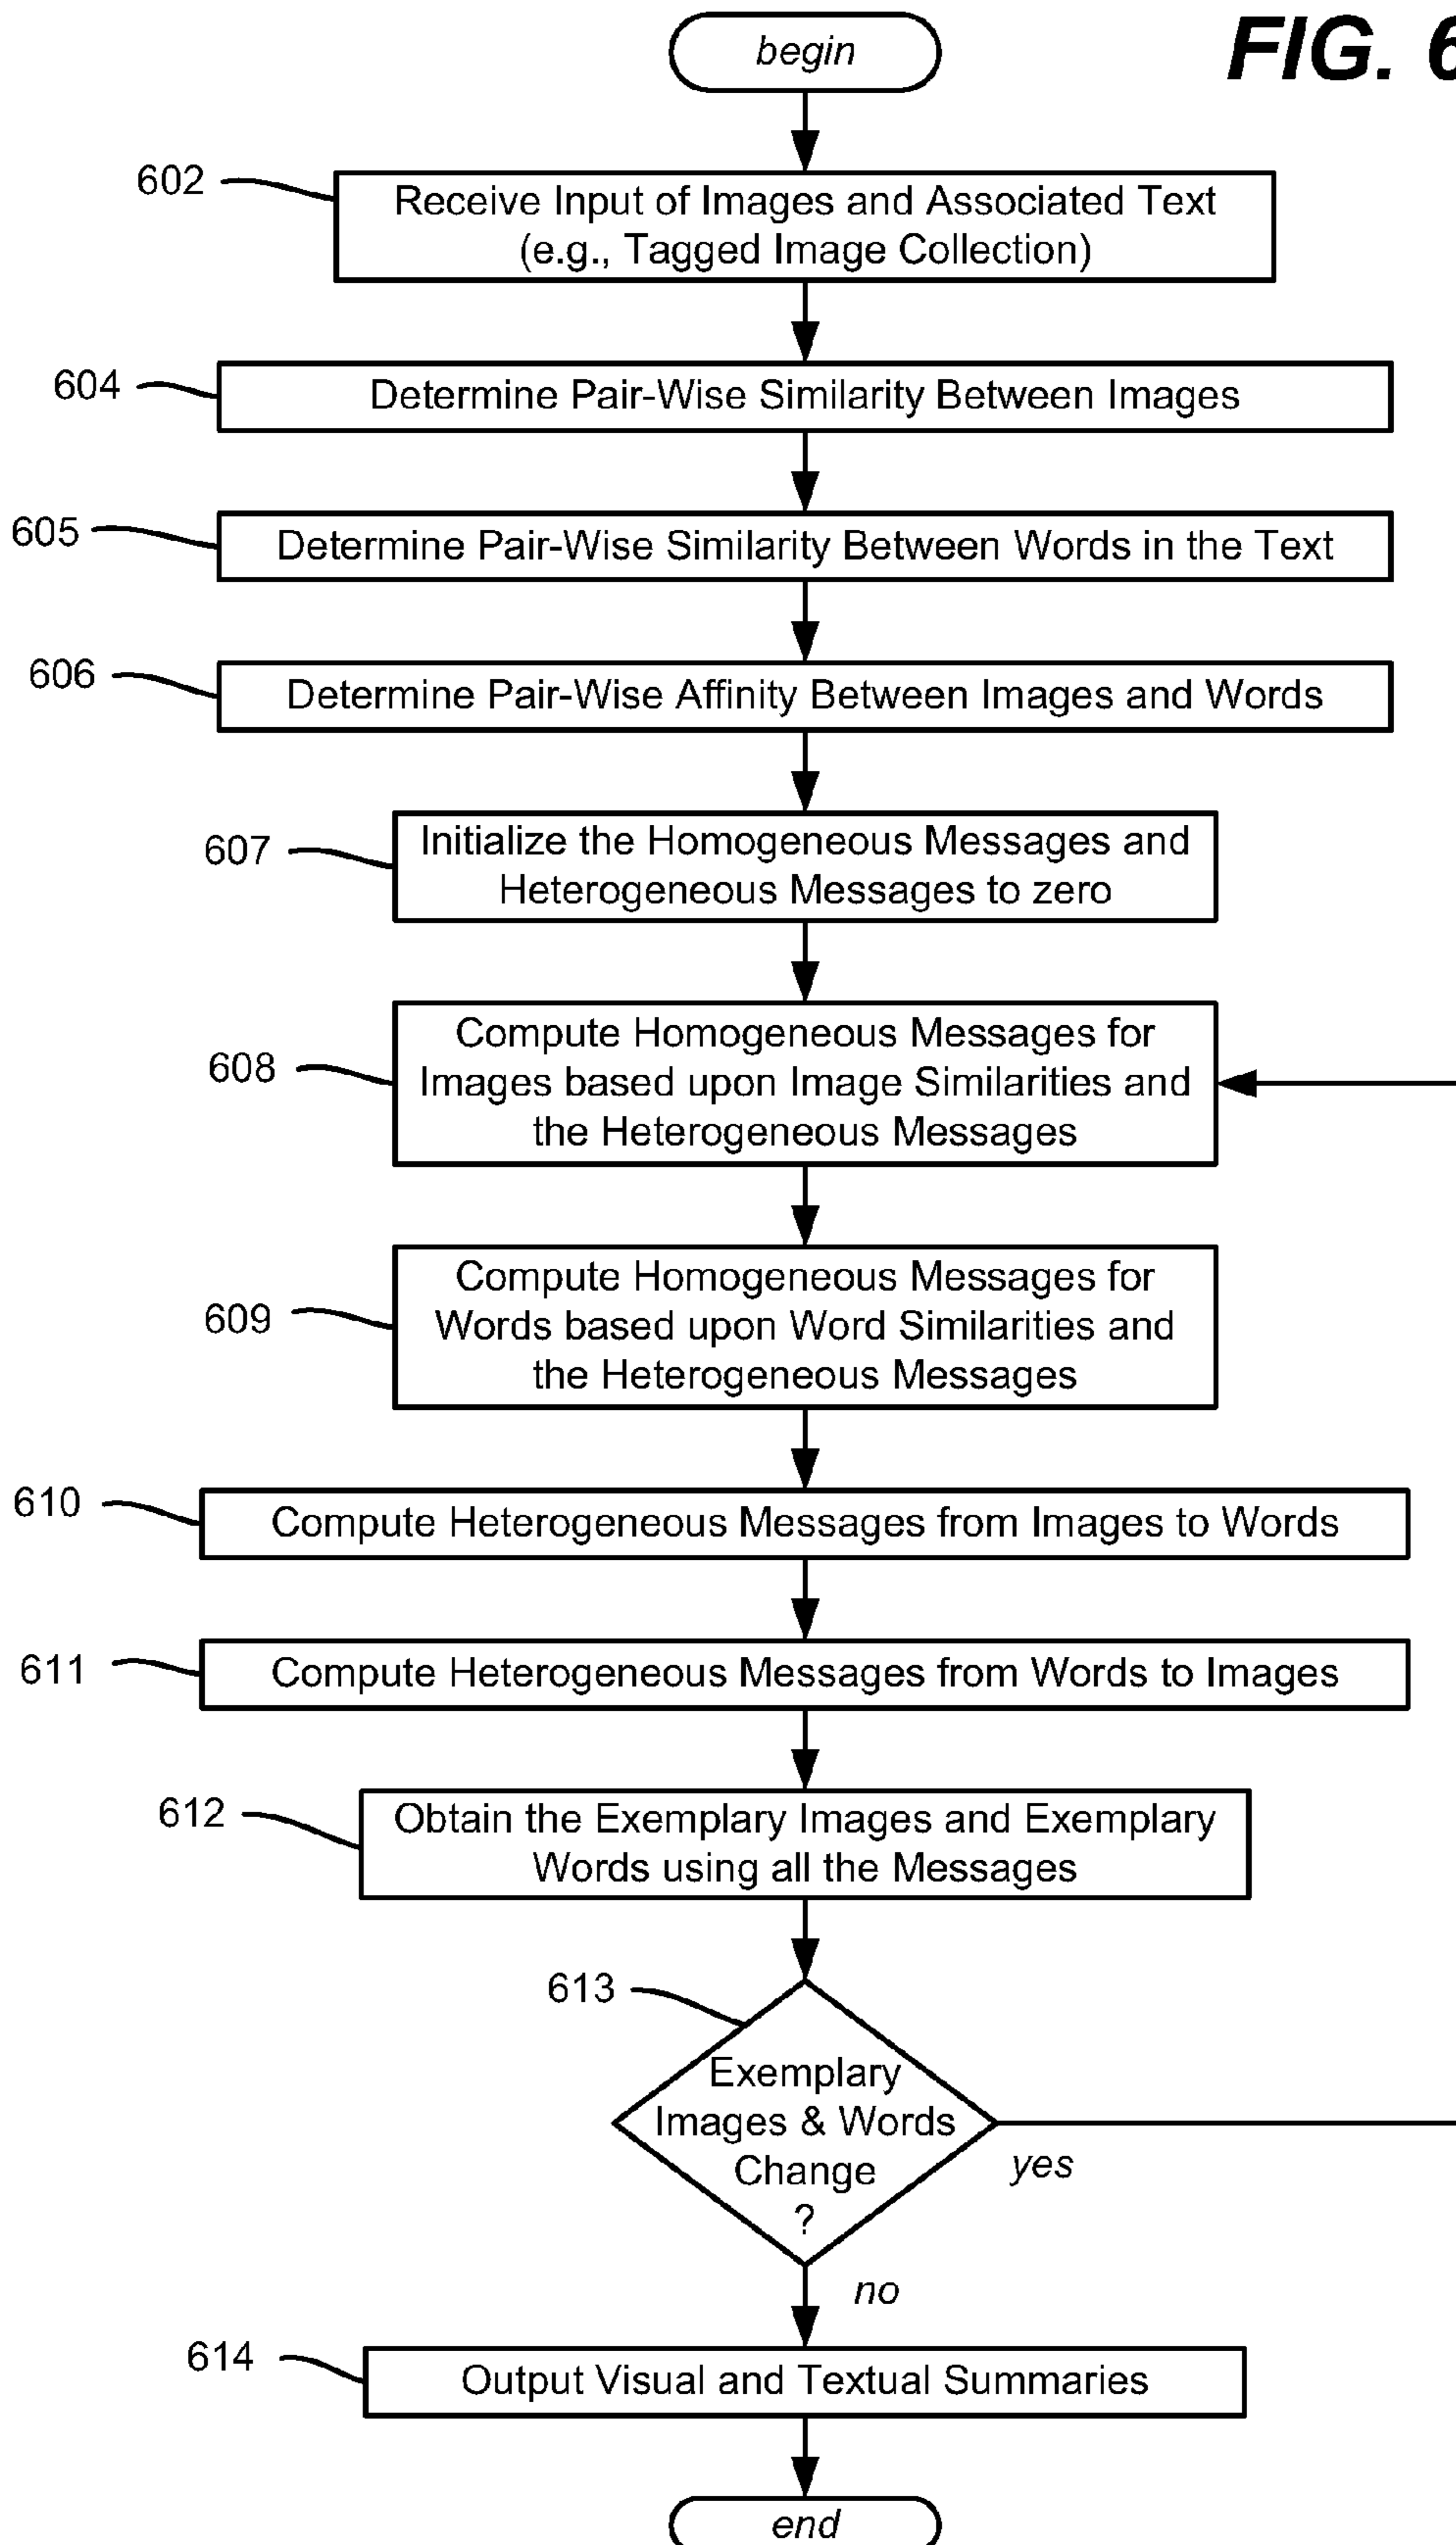 begin
FIG. 6
602
Receive Input of Images and Associated Text
(e.g., Tagged Image Collection)
604
Determine Pair-Wise Similarity Between Images
605
Determine Pair-Wise Similarity Between Words in the Text
606
Determine Pair-Wise Affinity Between Images and Words
607
Initialize the Homogeneous Messages and
Heterogeneous Messages to zero
608
Compute Homogeneous Messages for
Images based upon Image Similarities and
the Heterogeneous Messages
609
Compute Homogeneous Messages for
Words based upon Word Similarities and
the Heterogeneous Messages
610
Compute Heterogeneous Messages from Images to Words
611
Compute Heterogeneous Messages from Words to Images
612
Obtain the Exemplary Images and Exemplary
Words using all the Messages
613
Exemplary
Images & Words
Change
?
yes
no
614
Output Visual and Textual Summaries
end